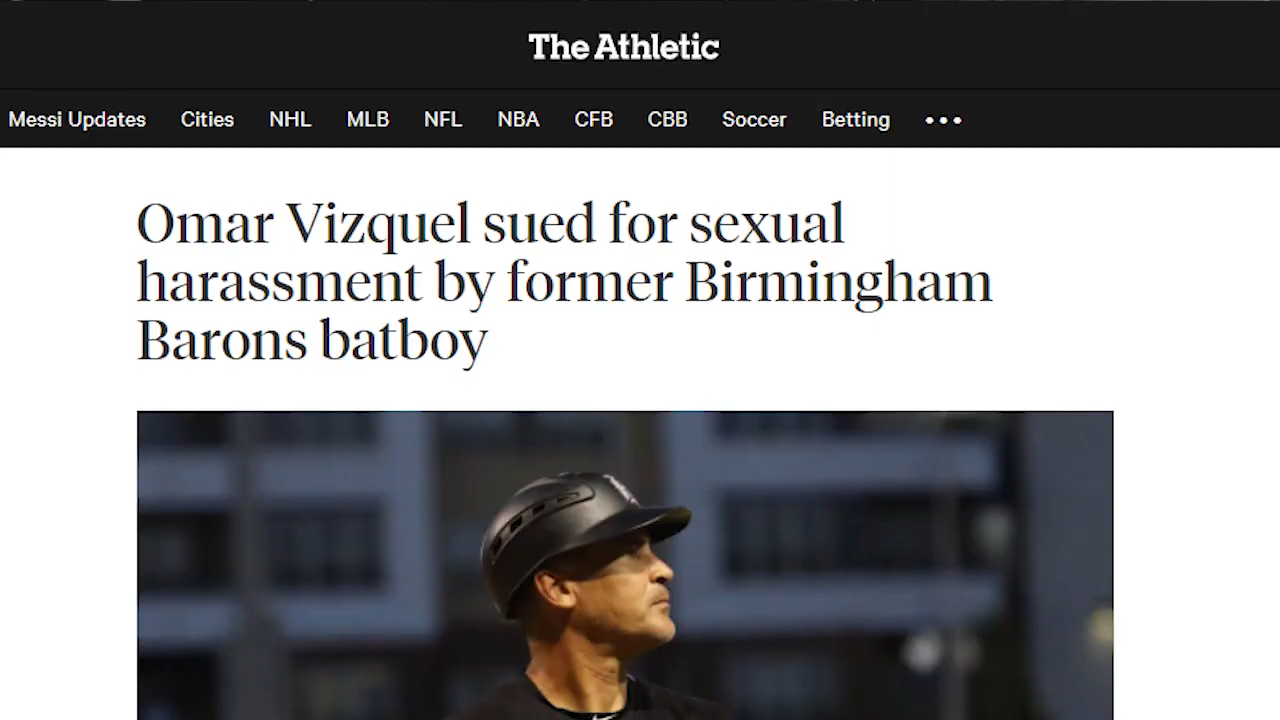 The Athletic
Messi Updates Cities NHL MLB NFL NBA CFB CBB Soccer Betting •••
Omar Vizquel sued for sexual
harassment by former Birmingham
Barons batboy